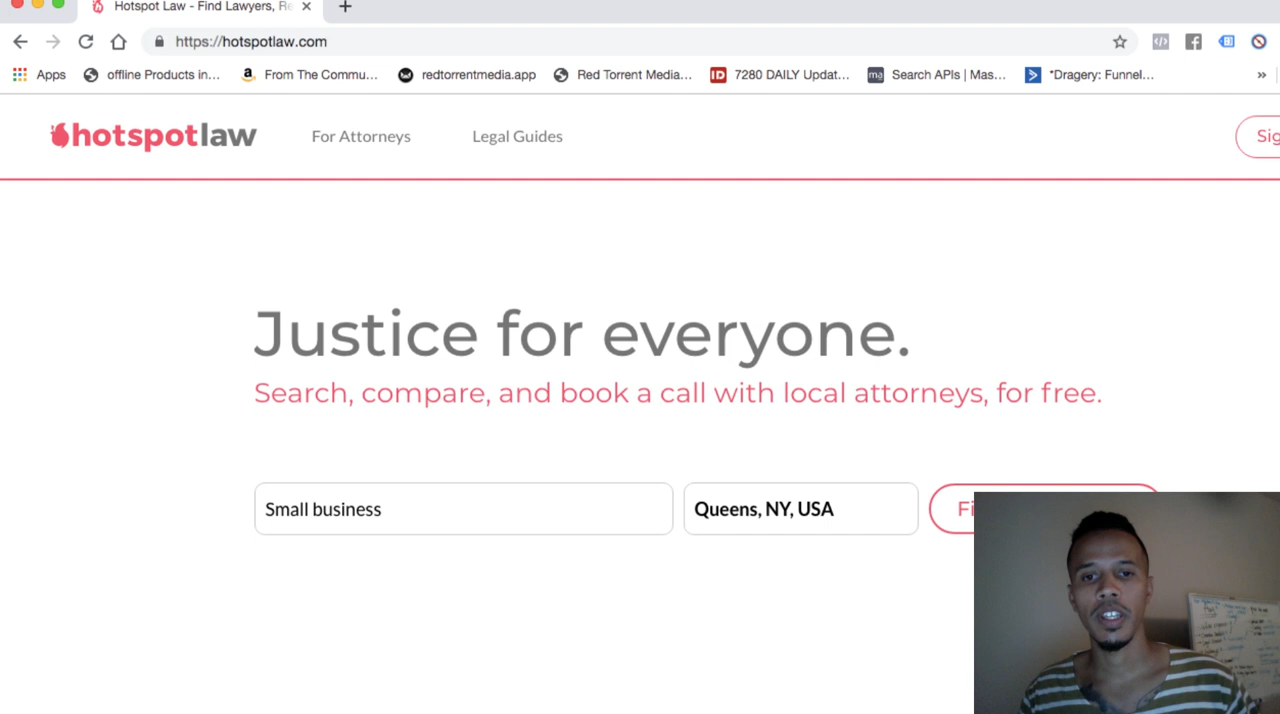 Hotspot Law - Find Lawyers, Re
https://hotspotlaw.com
Apps offline Products in... From The Commu... redtorrentmedia.app Red Torrent Media... 7280 DAILY Updat... Search APIs | Mas... *Dragery: Funnel... »
hotspotlaw For Attorneys Legal Guides Sig
Justice for everyone.
Search, compare, and book a call with local attorneys, for free.
Small business Queens, NY, USA Fi